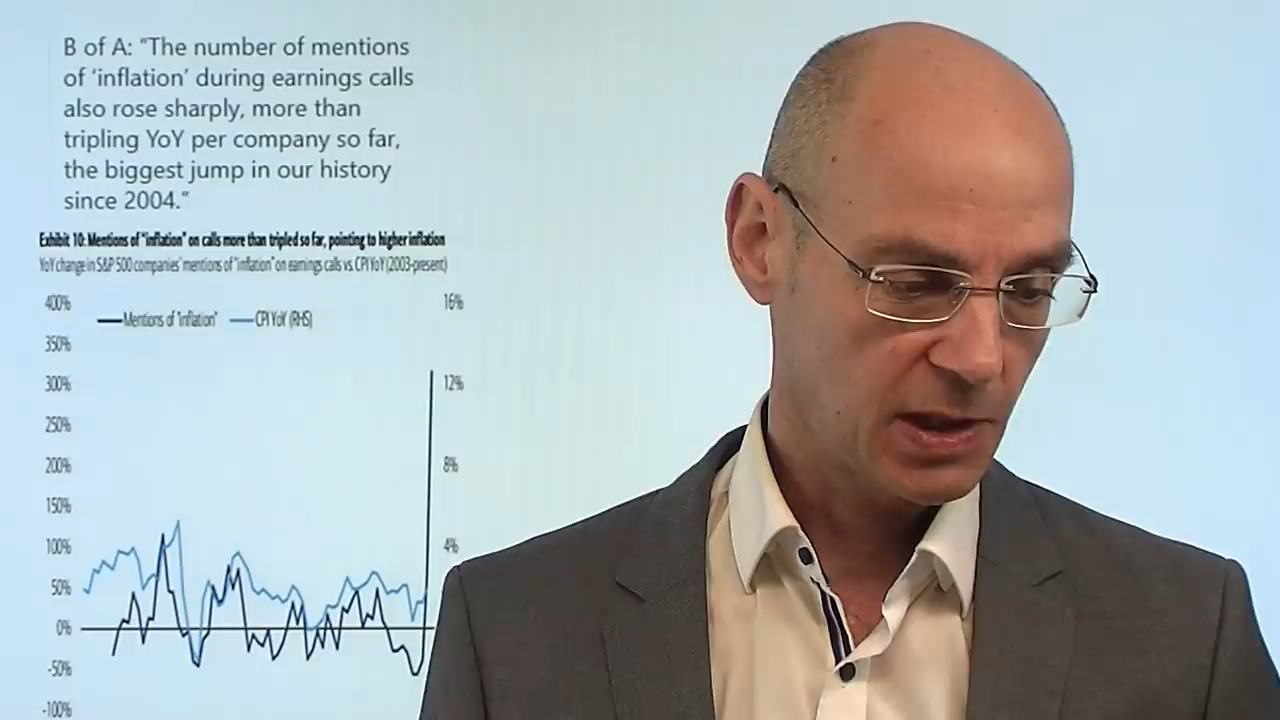 B of A: “The number of mentions
of ‘inflation’ during earnings calls
also rose sharply, more than
tripling YoY per company so far,
the biggest jump in our history
since 2004.”
Exhibit 10: Mentions of "inflation" on calls more than tripled so far, pointing to higher inflation
YoY change in S&P 500 companies' mentions of "inflation" on earnings calls vs. CPI YoY (2003-present)
400% 16%
Mentions of "inflation" CPI YoY (RHS)
350%
300% 12%
250%
200% 8%
150%
100% 4%
50%
0%
-50%
-100%